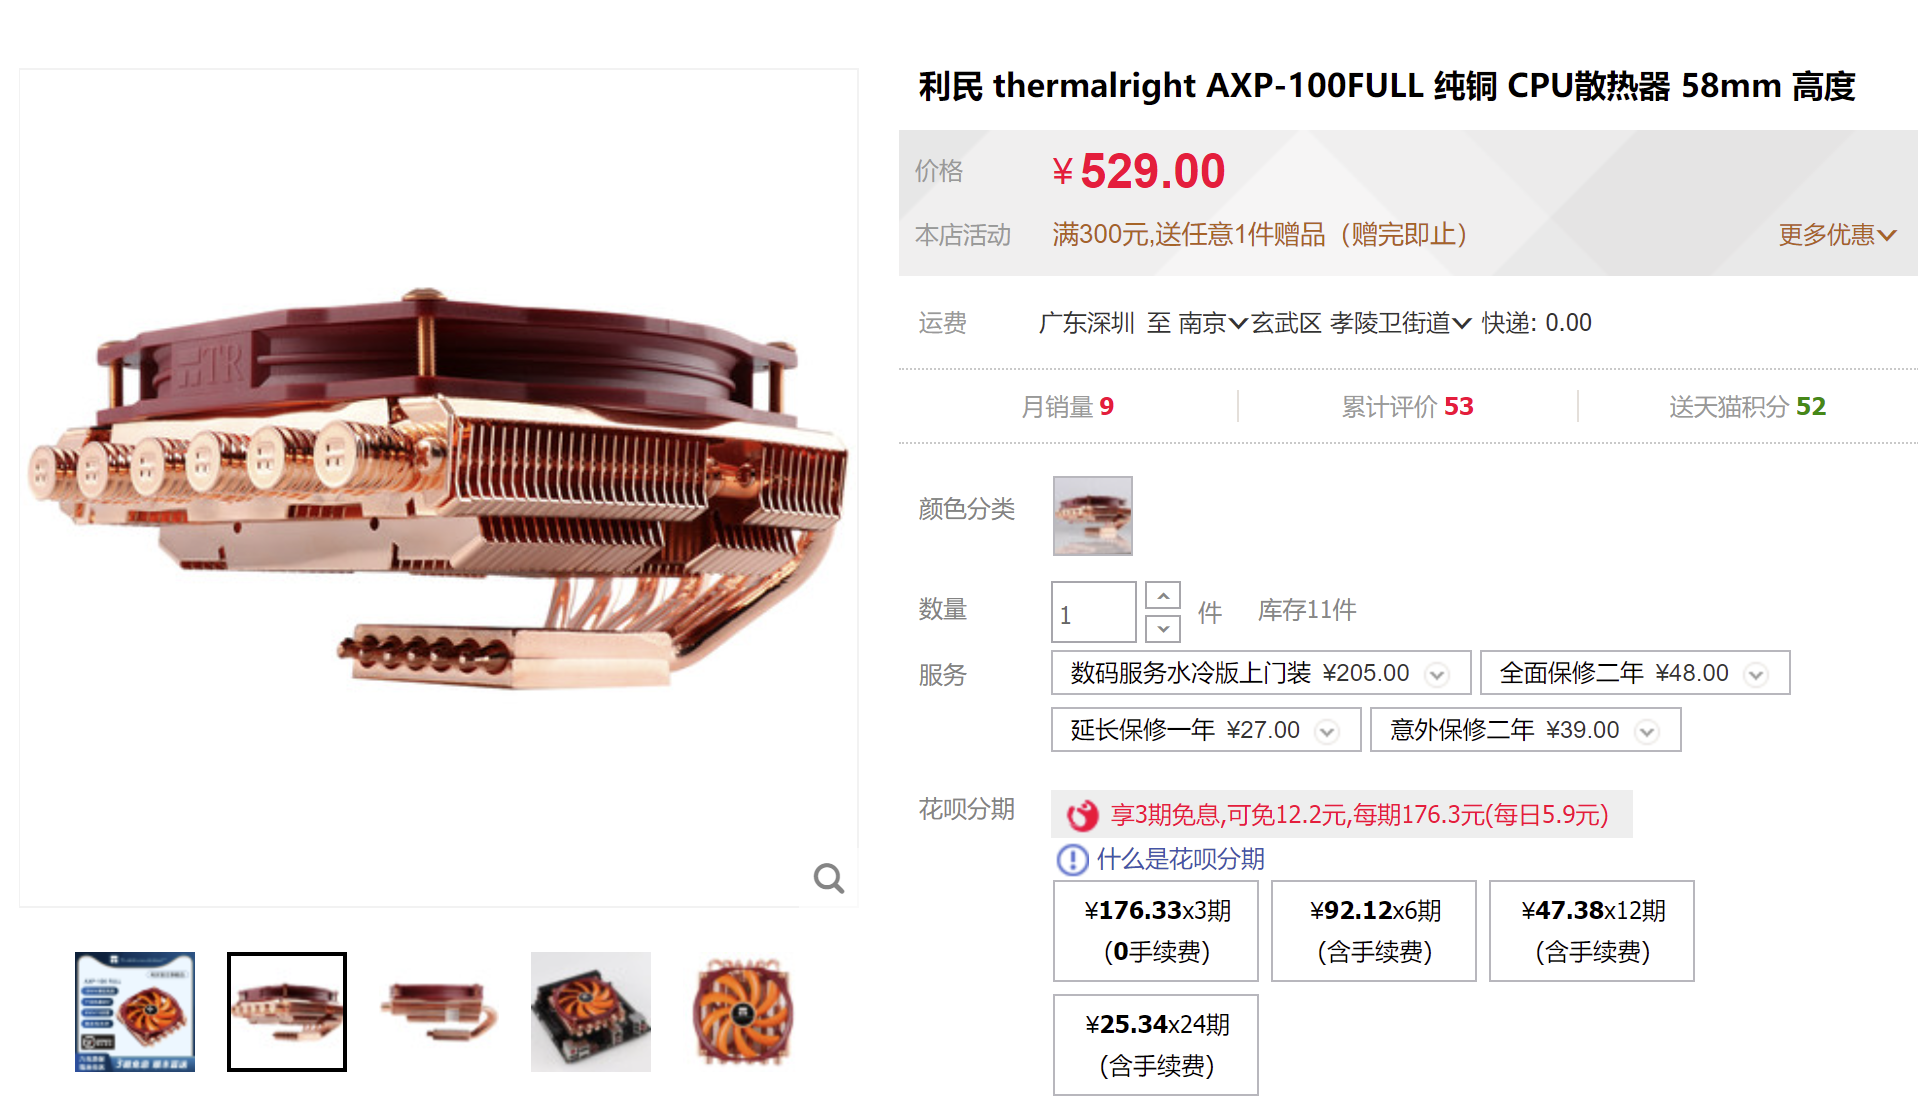 利民 thermalright AXP-100FULL 纯铜 CPU散热器 58mm 高度
价格
¥529.00
本店活动
满300元,送任意1件赠品（赠完即止）
更多优惠
运费
广东深圳 至 南京 玄武区 孝陵卫街道 快递: 0.00
月销量 9
累计评价 53
送天猫积分 52
TR
颜色分类
数量
1
件
库存11件
服务
数码服务水冷版上门装 ¥205.00
全面保修二年 ¥48.00
延长保修一年 ¥27.00
意外保修二年 ¥39.00
花呗分期
享3期免息,可免12.2元,每期176.3元(每日5.9元)
什么是花呗分期
¥176.33x3期
(0手续费)
¥92.12x6期
(含手续费)
¥47.38x12期
(含手续费)
¥25.34x24期
(含手续费)